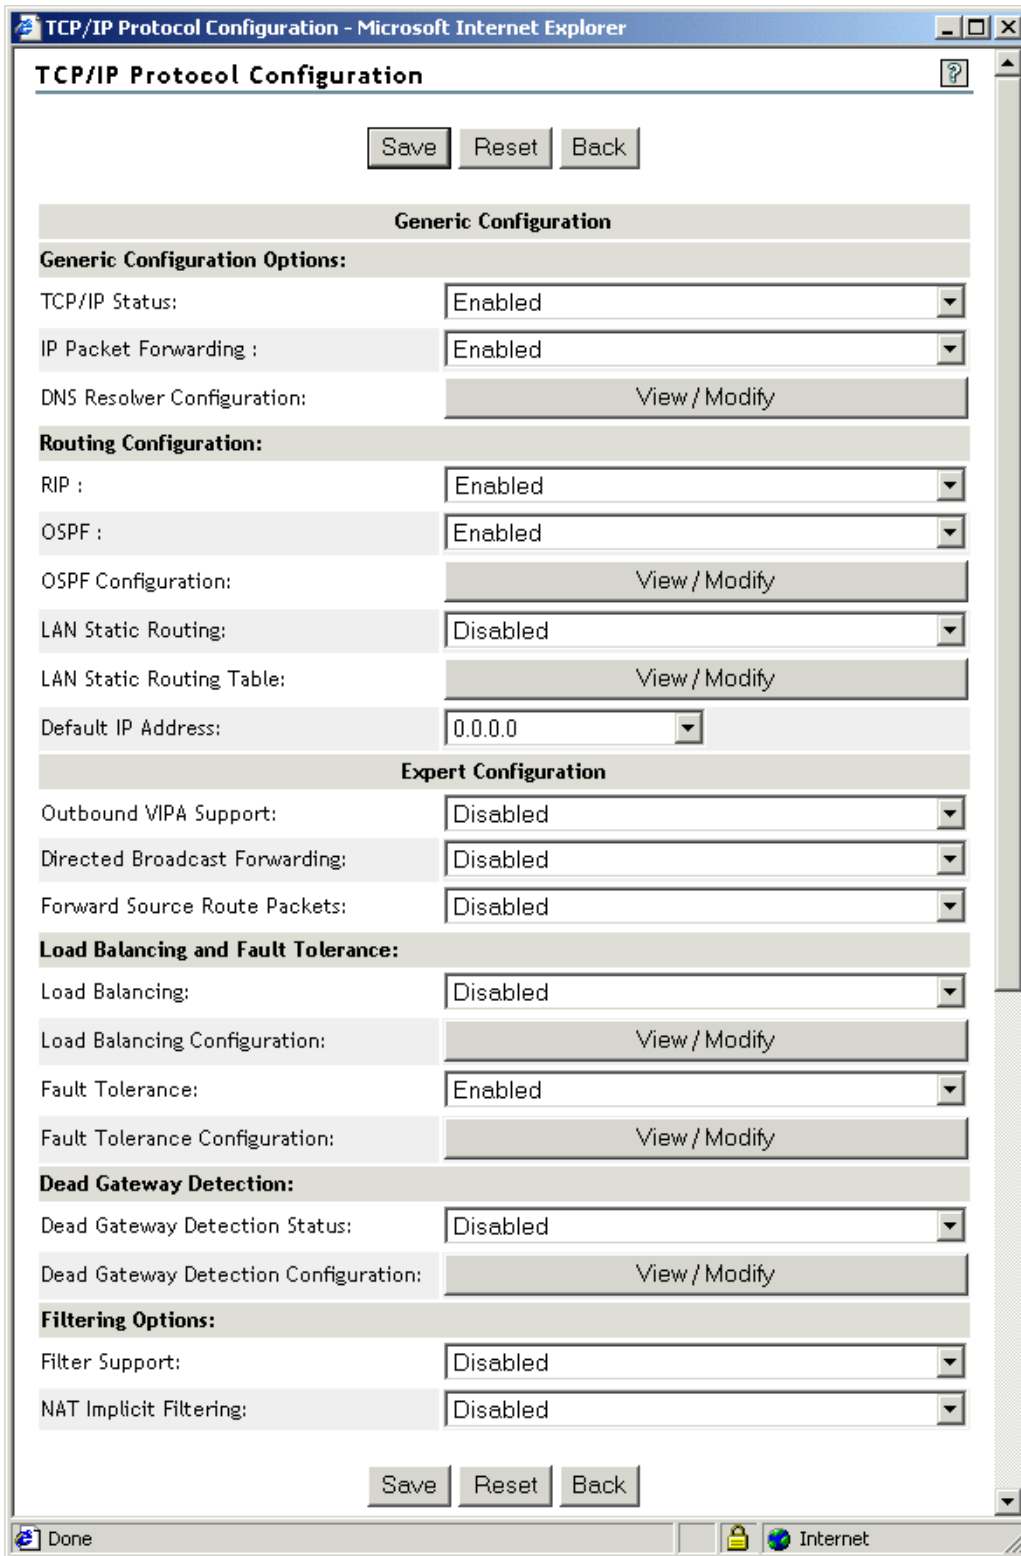 TCP/IP Protocol Configuration - Microsoft Internet Explorer
TCP/IP Protocol Configuration ?
Save Reset Back
Generic Configuration
Generic Configuration Options:
TCP/IP Status: Enabled
IP Packet Forwarding : Enabled
DNS Resolver Configuration: View / Modify
Routing Configuration:
RIP : Enabled
OSPF : Enabled
OSPF Configuration: View / Modify
LAN Static Routing: Disabled
LAN Static Routing Table: View / Modify
Default IP Address: 0.0.0.0
Expert Configuration
Outbound VIPA Support: Disabled
Directed Broadcast Forwarding: Disabled
Forward Source Route Packets: Disabled
Load Balancing and Fault Tolerance:
Load Balancing: Disabled
Load Balancing Configuration: View / Modify
Fault Tolerance: Enabled
Fault Tolerance Configuration: View / Modify
Dead Gateway Detection:
Dead Gateway Detection Status: Disabled
Dead Gateway Detection Configuration: View / Modify
Filtering Options:
Filter Support: Disabled
NAT Implicit Filtering: Disabled
Save Reset Back
Done Internet